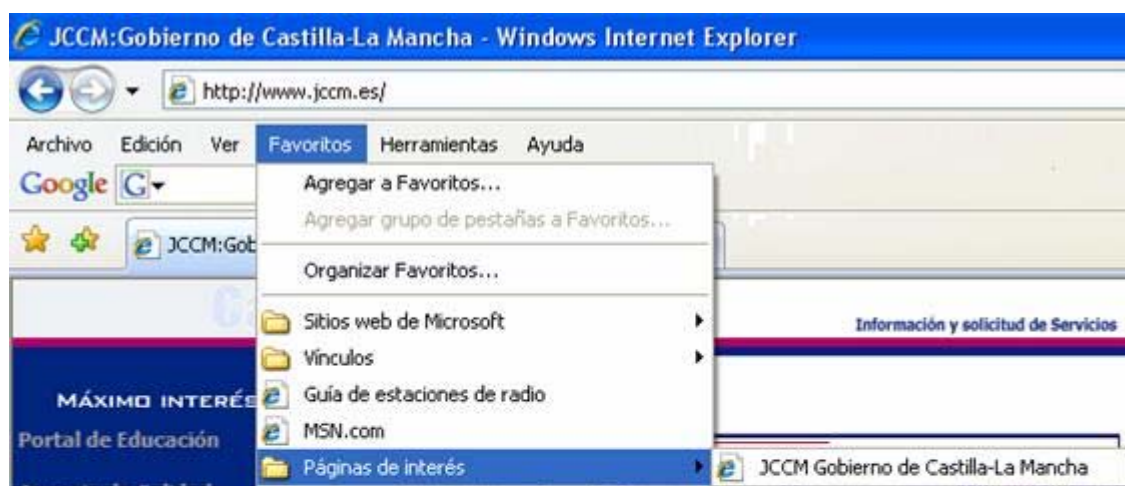 JCCM:Gobierno de Castilla-La Mancha - Windows Internet Explorer
http://www.jccm.es/
Archivo Edición Ver Favoritos Herramientas Ayuda
Google G
Agregar a Favoritos...
Agregar grupo de pestañas a Favoritos...
JCCM:Gob
Organizar Favoritos...
Sitios web de Microsoft
Información y solicitud de Servicios
Vínculos
MÁXIMO INTERÉS
Guía de estaciones de radio
Portal de Educación
MSN.com
Páginas de interés
JCCM Gobierno de Castilla-La Mancha